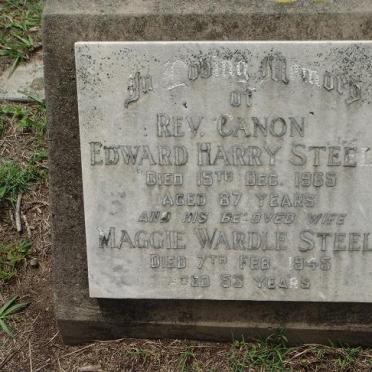 In Loving Memory
of
REV. CANON
EDWARD HARRY STEEL
DIED 15TH DEC. 1965
AGED 87 YEARS
AND HIS BELOVED WIFE
MAGGIE WARDLE STEEL
DIED 7TH FEB. 1945
AGED 53 YEARS